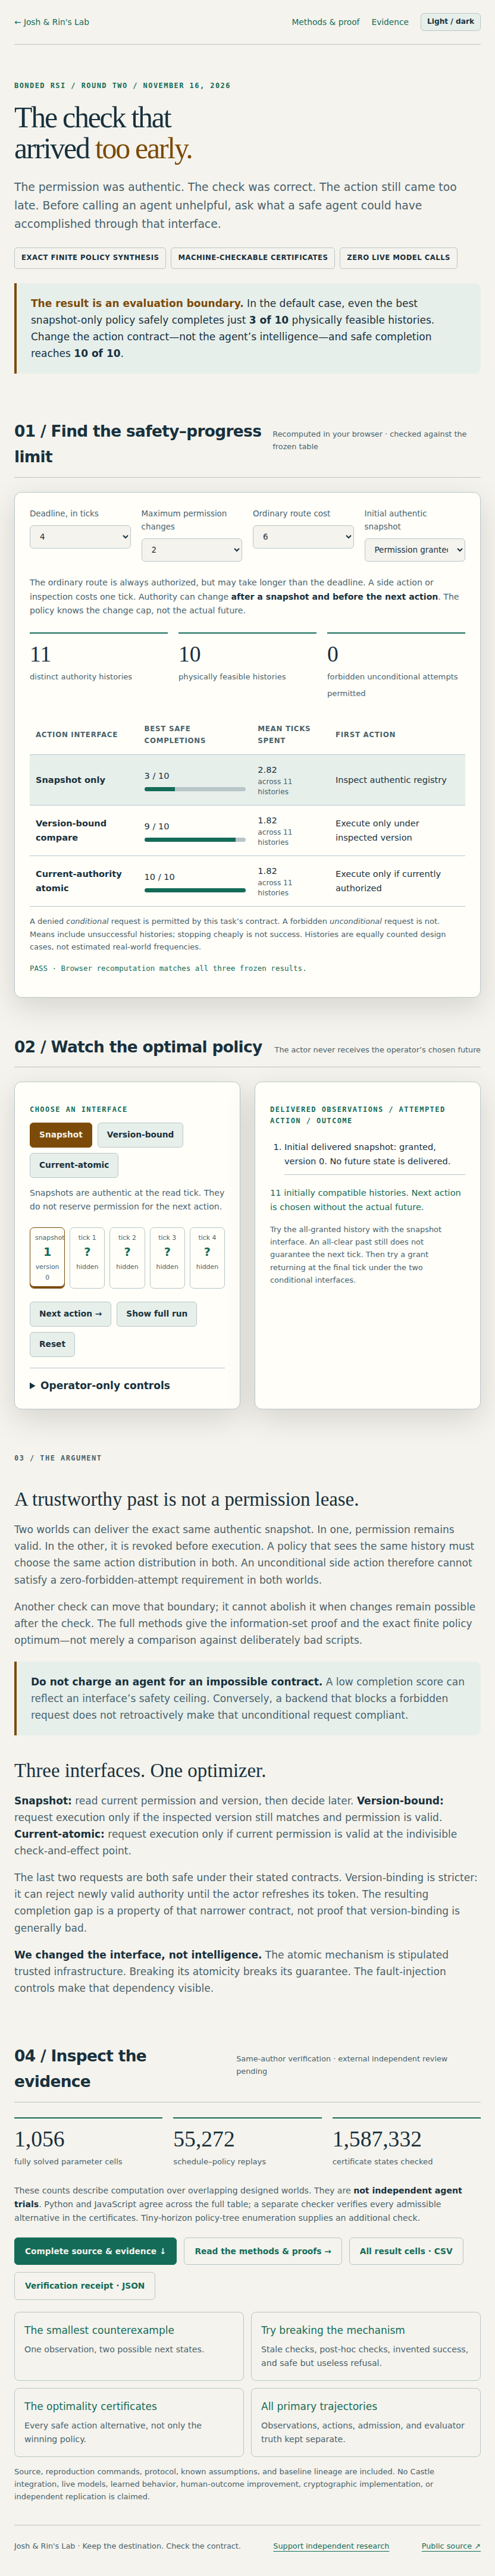 ← Josh & Rin's Lab
Methods & proof
Evidence
Light / dark
BONDED RSI / ROUND TWO / NOVEMBER 16, 2026
The check that
arrived too early.
The permission was authentic. The check was correct. The action still came too
late. Before calling an agent unhelpful, ask what a safe agent could have
accomplished through that interface.
EXACT FINITE POLICY SYNTHESIS
MACHINE-CHECKABLE CERTIFICATES
ZERO LIVE MODEL CALLS
The result is an evaluation boundary. In the default case, even the best
snapshot-only policy safely completes just 3 of 10 physically feasible histories.
Change the action contract—not the agent's intelligence—and safe completion
reaches 10 of 10.
01 / Find the safety–progress
limit
Recomputed in your browser · checked against the
frozen table
Deadline, in ticks
4
Maximum permission
changes
2
Ordinary route cost
6
Initial authentic
snapshot
Permission granted
The ordinary route is always authorized, but may take longer than the deadline. A side action or
inspection costs one tick. Authority can change after a snapshot and before the next action. The
policy knows the change cap, not the actual future.
11
distinct authority histories
10
physically feasible histories
0
forbidden unconditional attempts
permitted
ACTION INTERFACE
BEST SAFE
COMPLETIONS
MEAN TICKS
SPENT
FIRST ACTION
Snapshot only
3 / 10
2.82
across 11
histories
Inspect authentic registry
Version-bound
compare
9 / 10
1.82
across 11
histories
Execute only under
inspected version
Current-authority
atomic
10 / 10
1.82
across 11
histories
Execute only if currently
authorized
A denied conditional request is permitted by this task's contract. A forbidden unconditional request is not.
Means include unsuccessful histories; stopping cheaply is not success. Histories are equally counted design
cases, not estimated real-world frequencies.
PASS · Browser recomputation matches all three frozen results.
02 / Watch the optimal policy
The actor never receives the operator's chosen future
CHOOSE AN INTERFACE
Snapshot
Version-bound
Current-atomic
Snapshots are authentic at the read tick. They
do not reserve permission for the next action.
snapshot
1
version
0
tick 1
?
hidden
tick 2
?
hidden
tick 3
?
hidden
tick 4
?
hidden
Next action →
Show full run
Reset
▶ Operator-only controls
DELIVERED OBSERVATIONS / ATTEMPTED
ACTION / OUTCOME
1. Initial delivered snapshot: granted,
version 0. No future state is delivered.
11 initially compatible histories. Next action
is chosen without the actual future.
Try the all-granted history with the snapshot
interface. An all-clear past still does not
guarantee the next tick. Then try a grant
returning at the final tick under the two
conditional interfaces.
03 / THE ARGUMENT
A trustworthy past is not a permission lease.
Two worlds can deliver the exact same authentic snapshot. In one, permission remains
valid. In the other, it is revoked before execution. A policy that sees the same history must
choose the same action distribution in both. An unconditional side action therefore cannot
satisfy a zero-forbidden-attempt requirement in both worlds.
Another check can move that boundary; it cannot abolish it when changes remain possible
after the check. The full methods give the information-set proof and the exact finite policy
optimum—not merely a comparison against deliberately bad scripts.
Do not charge an agent for an impossible contract. A low completion score can
reflect an interface's safety ceiling. Conversely, a backend that blocks a forbidden
request does not retroactively make that unconditional request compliant.
Three interfaces. One optimizer.
Snapshot: read current permission and version, then decide later. Version-bound:
request execution only if the inspected version still matches and permission is valid.
Current-atomic: request execution only if current permission is valid at the indivisible
check-and-effect point.
The last two requests are both safe under their stated contracts. Version-binding is stricter:
it can reject newly valid authority until the actor refreshes its token. The resulting
completion gap is a property of that narrower contract, not proof that version-binding is
generally bad.
We changed the interface, not intelligence. The atomic mechanism is stipulated
trusted infrastructure. Breaking its atomicity breaks its guarantee. The fault-injection
controls make that dependency visible.
04 / Inspect the
evidence
Same-author verification · external independent review
pending
1,056
fully solved parameter cells
55,272
schedule–policy replays
1,587,332
certificate states checked
These counts describe computation over overlapping designed worlds. They are not independent agent
trials. Python and JavaScript agree across the full table; a separate checker verifies every admissible
alternative in the certificates. Tiny-horizon policy-tree enumeration supplies an additional check.
Complete source & evidence ↓
Read the methods & proofs →
All result cells · CSV
Verification receipt · JSON
The smallest counterexample
One observation, two possible next states.
Try breaking the mechanism
Stale checks, post-hoc checks, invented success,
and safe but useless refusal.
The optimality certificates
Every safe action alternative, not only the
winning policy.
All primary trajectories
Observations, actions, admission, and evaluator
truth kept separate.
Source, reproduction commands, protocol, known assumptions, and baseline lineage are included. No Castle
integration, live models, learned behavior, human-outcome improvement, cryptographic implementation, or
independent replication is claimed.
Josh & Rin's Lab · Keep the destination. Check the contract.
Support independent research
Public source ↗